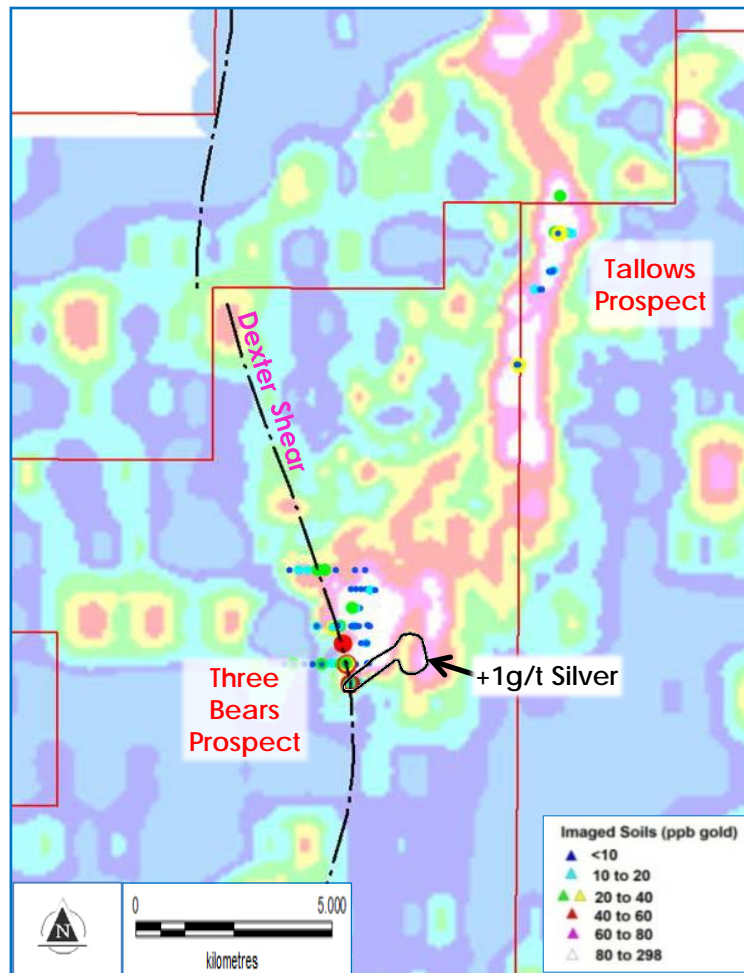 Tallows
Prospect
Dexter Shear
+1g/t Silver
Three
Bears
Prospect
N
0 5.000
kilometres
Imaged Soils (ppb gold)
<10
10 to 20
20 to 40
40 to 60
60 to 80
80 to 298